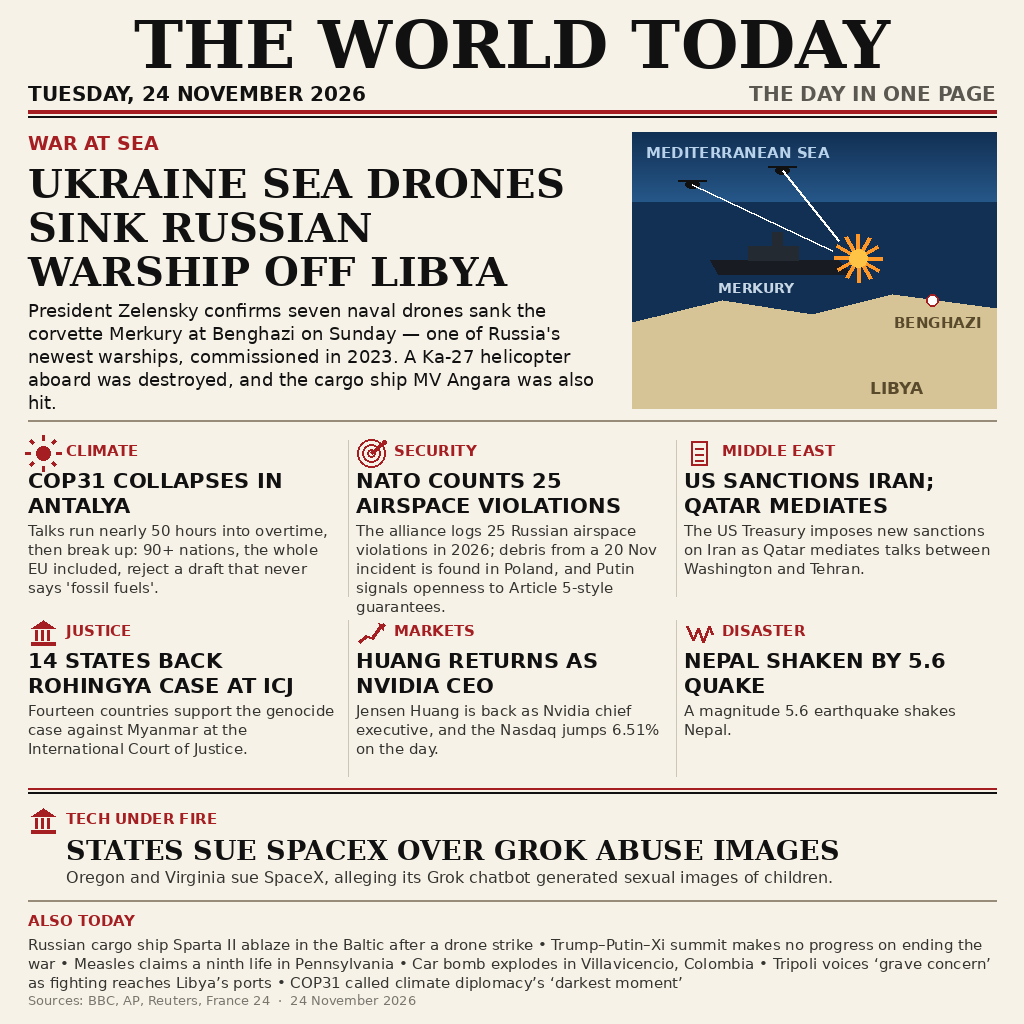 THE WORLD TODAY
TUESDAY, 24 NOVEMBER 2026
THE DAY IN ONE PAGE
WAR AT SEA
UKRAINE SEA DRONES
SINK RUSSIAN
WARSHIP OFF LIBYA
President Zelensky confirms seven naval drones sank the
corvette Merkury at Benghazi on Sunday — one of Russia's
newest warships, commissioned in 2023. A Ka-27 helicopter
aboard was destroyed, and the cargo ship MV Angara was also
hit.
MEDITERRANEAN SEA
MERKURY
BENGHAZI
LIBYA
CLIMATE
COP31 COLLAPSES IN
ANTALYA
Talks run nearly 50 hours into overtime,
then break up: 90+ nations, the whole
EU included, reject a draft that never
says 'fossil fuels'.
SECURITY
NATO COUNTS 25
AIRSPACE VIOLATIONS
The alliance logs 25 Russian airspace
violations in 2026; debris from a 20 Nov
incident is found in Poland, and Putin
signals openness to Article 5-style
guarantees.
MIDDLE EAST
US SANCTIONS IRAN;
QATAR MEDIATES
The US Treasury imposes new sanctions
on Iran as Qatar mediates talks between
Washington and Tehran.
JUSTICE
14 STATES BACK
ROHINGYA CASE AT ICJ
Fourteen countries support the genocide
case against Myanmar at the
International Court of Justice.
MARKETS
HUANG RETURNS AS
NVIDIA CEO
Jensen Huang is back as Nvidia chief
executive, and the Nasdaq jumps 6.51%
on the day.
DISASTER
NEPAL SHAKEN BY 5.6
QUAKE
A magnitude 5.6 earthquake shakes
Nepal.
TECH UNDER FIRE
STATES SUE SPACEX OVER GROK ABUSE IMAGES
Oregon and Virginia sue SpaceX, alleging its Grok chatbot generated sexual images of children.
ALSO TODAY
Russian cargo ship Sparta II ablaze in the Baltic after a drone strike • Trump–Putin–Xi summit makes no progress on ending the
war • Measles claims a ninth life in Pennsylvania • Car bomb explodes in Villavicencio, Colombia • Tripoli voices ‘grave concern’
as fighting reaches Libya’s ports • COP31 called climate diplomacy’s ‘darkest moment’
Sources: BBC, AP, Reuters, France 24 · 24 November 2026